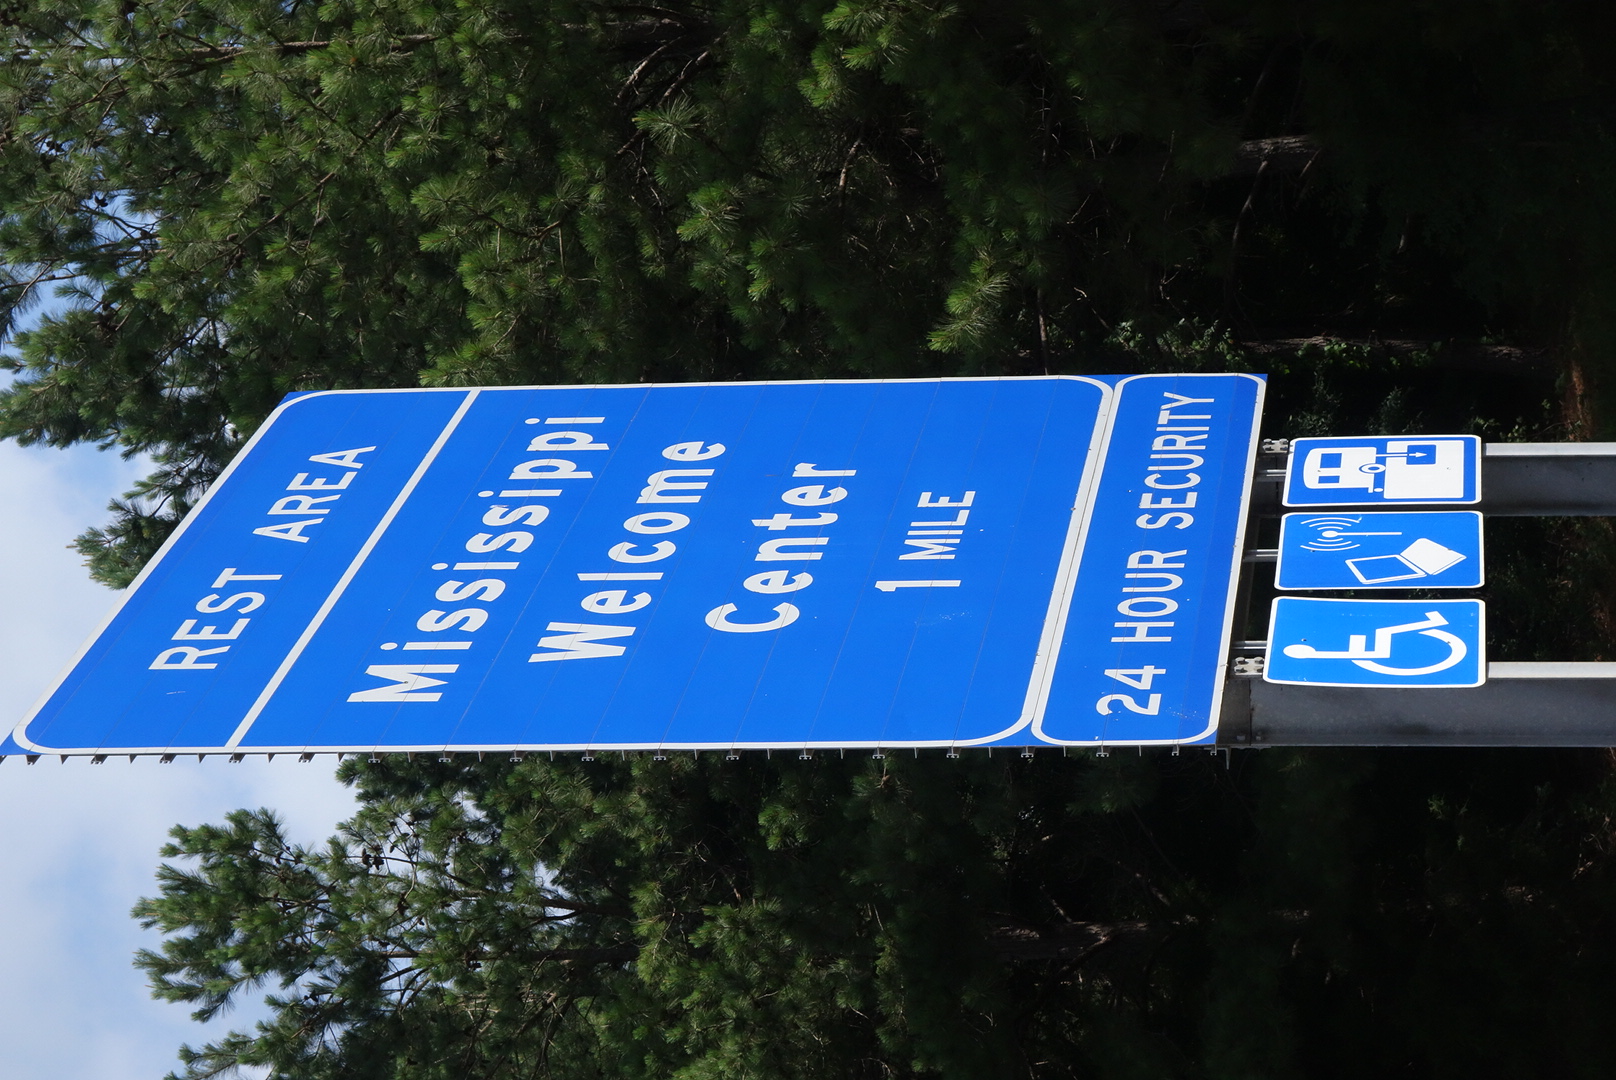 REST AREA
Mississippi
Welcome
Center
1 MILE
24 HOUR SECURITY